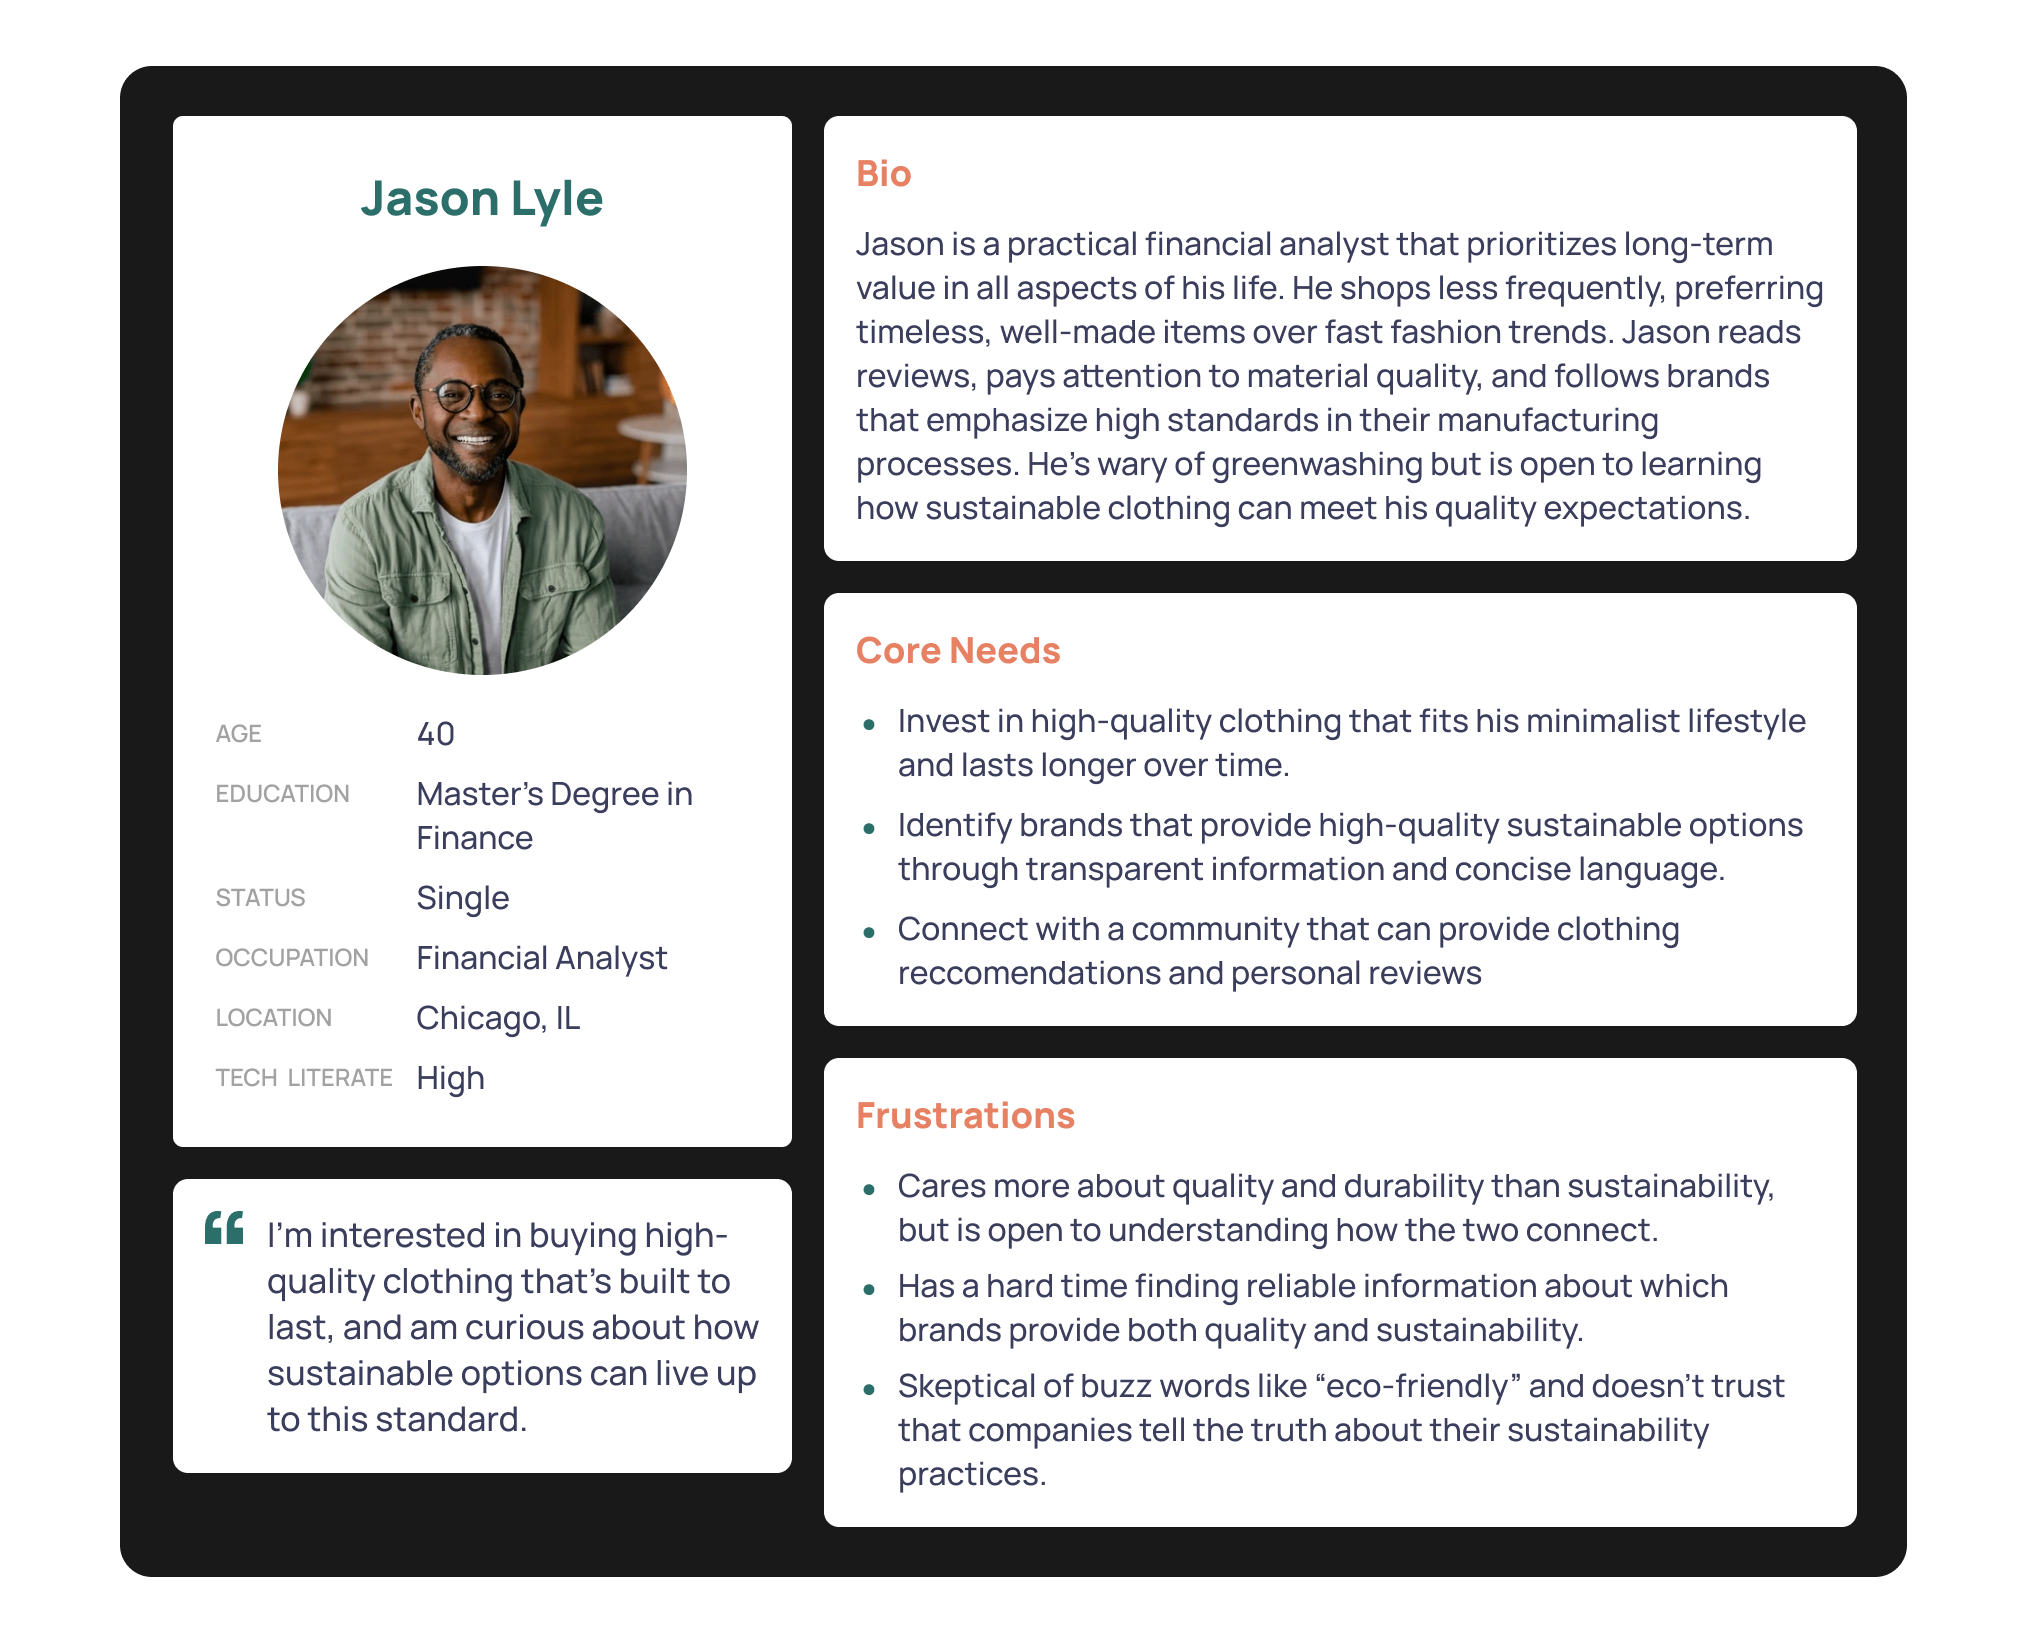 Jason Lyle
AGE 40
EDUCATION Master’s Degree in
Finance
STATUS Single
OCCUPATION Financial Analyst
LOCATION Chicago, IL
TECH LITERATE High
“ I’m interested in buying high-
quality clothing that’s built to
last, and am curious about how
sustainable options can live up
to this standard.
Bio
Jason is a practical financial analyst that prioritizes long-term
value in all aspects of his life. He shops less frequently, preferring
timeless, well-made items over fast fashion trends. Jason reads
reviews, pays attention to material quality, and follows brands
that emphasize high standards in their manufacturing
processes. He’s wary of greenwashing but is open to learning
how sustainable clothing can meet his quality expectations.
Core Needs
• Invest in high-quality clothing that fits his minimalist lifestyle
and lasts longer over time.
• Identify brands that provide high-quality sustainable options
through transparent information and concise language.
• Connect with a community that can provide clothing
reccomendations and personal reviews
Frustrations
• Cares more about quality and durability than sustainability,
but is open to understanding how the two connect.
• Has a hard time finding reliable information about which
brands provide both quality and sustainability.
• Skeptical of buzz words like “eco-friendly” and doesn’t trust
that companies tell the truth about their sustainability
practices.